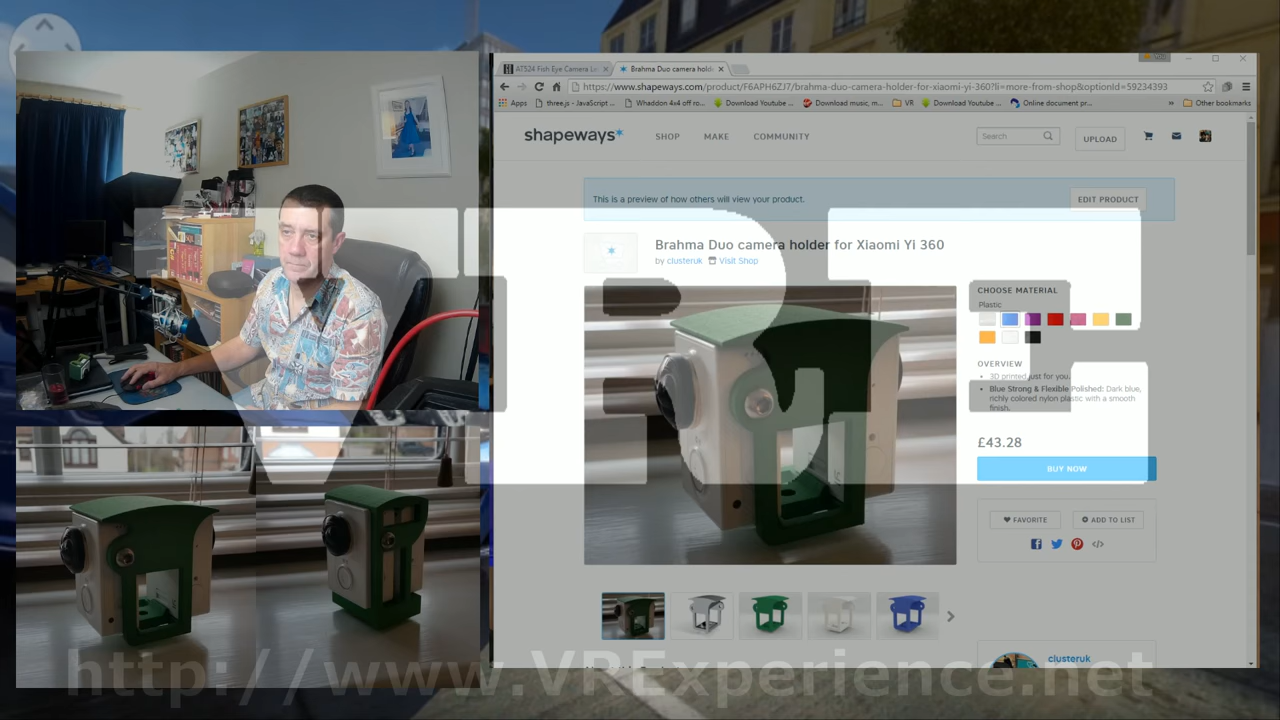 AT524 Fish Eye Camera Le
Brahma Duo camera hold
https://www.shapeways.com/product/F6APH6ZJ7/brahma-duo-camera-holder-for-xiaomi-yi-360?li=more-from-shop&optionId=59234393
Apps
three.js - JavaScript ...
Whaddon 4x4 off ro...
Download Youtube ...
Download music, m...
VR
Download Youtube ...
Online document pr...
»
Other bookmarks
shapeways
SHOP
MAKE
COMMUNITY
Search
UPLOAD
This is a preview of how others will view your product.
EDIT PRODUCT
Brahma Duo camera holder for Xiaomi Yi 360
by clusteruk Visit Shop
VR
CHOOSE MATERIAL
Plastic
OVERVIEW
3D printed just for you.
Blue Strong & Flexible Polished: Dark blue,
richly colored nylon plastic with a smooth
finish.
£43.28
BUY NOW
FAVORITE
ADD TO LIST
clusteruk
http://www.VRExperience.net